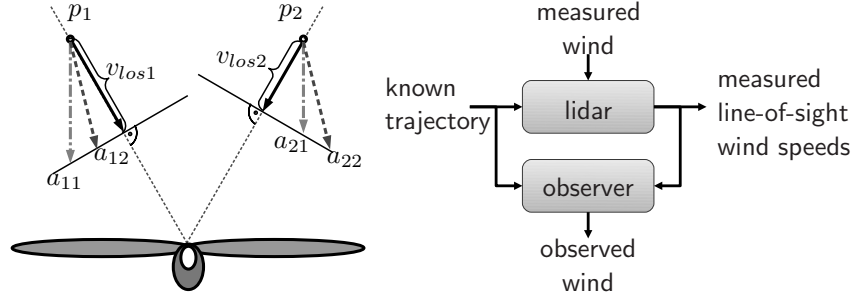 p1
p2
vlos1
vlos2
a11
a12
a21
a22
measured
wind
known
trajectory
lidar
measured
line-of-sight
wind speeds
observer
observed
wind